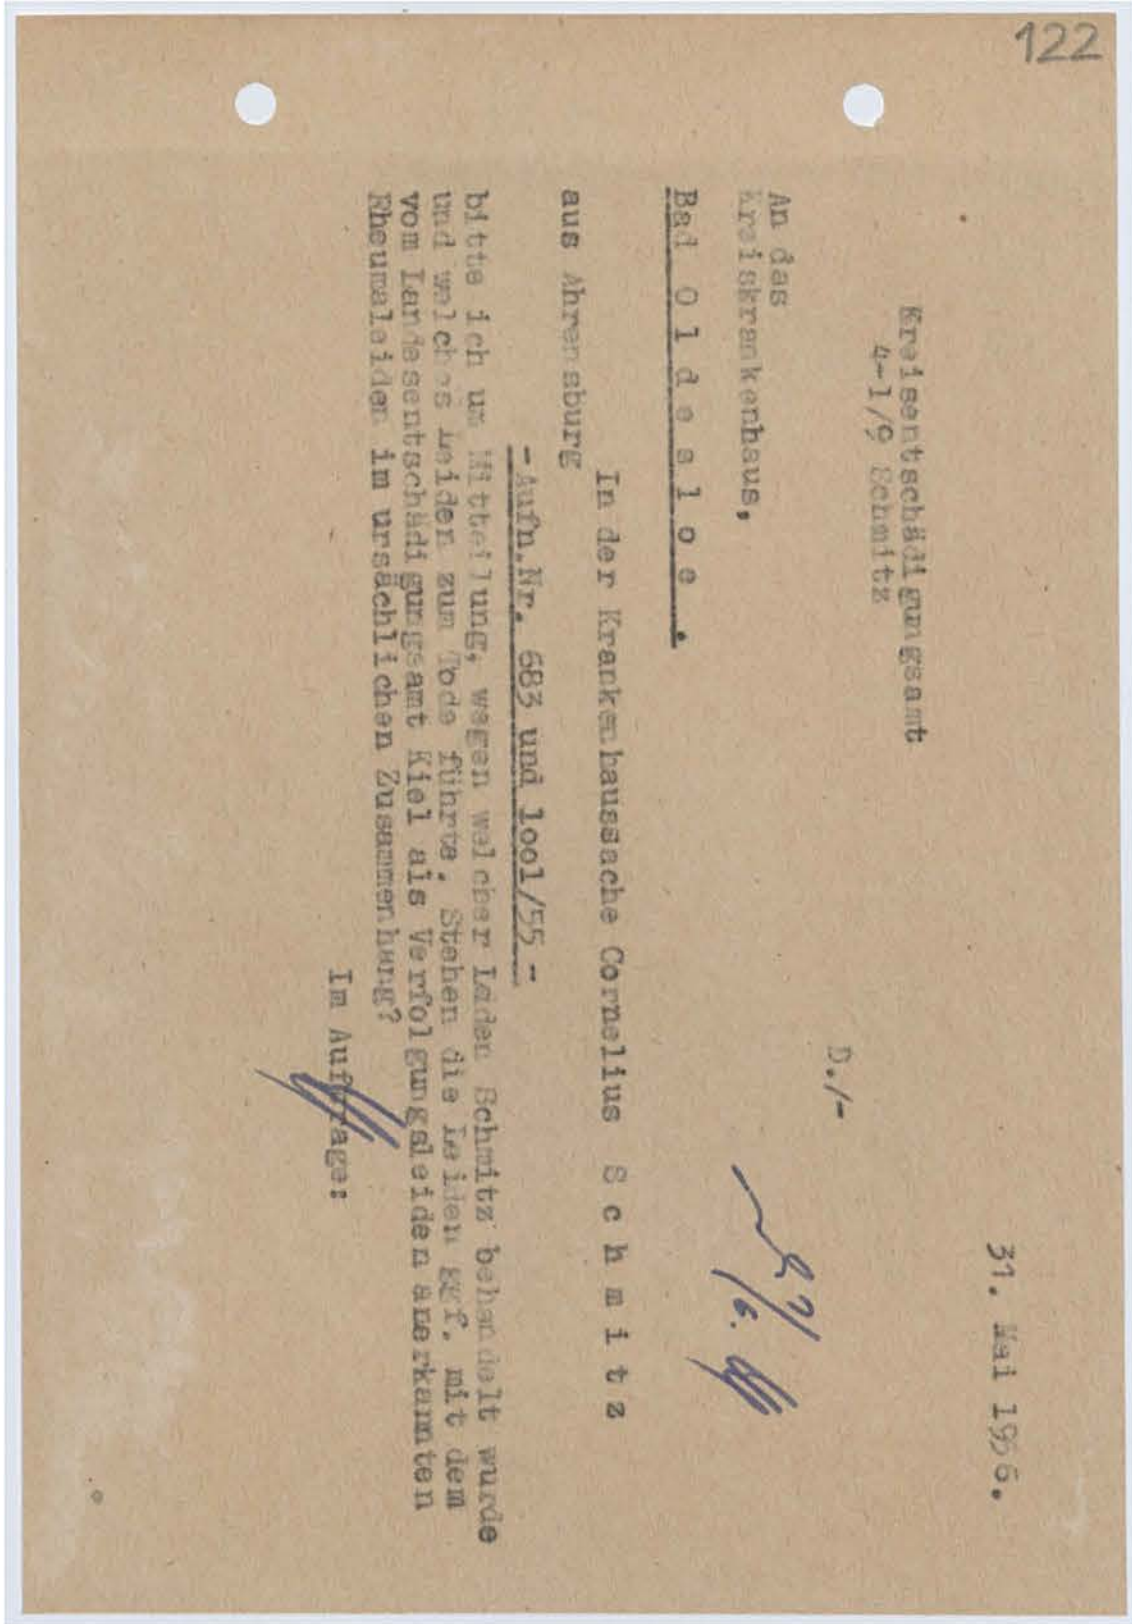 122
31. Mai 1956.
Kreisentschädigungsamt
4-1/9 Schmitz
D./-
An das
Kreiskrankenhaus,
Bad Oldesloe.
In der Krankenhaussache Cornelius S c h m i t z
aus Ahrensburg
-Aufn.Nr. 683 und 1001/55 -
bitte ich um Mitteilung, wegen welcher Leden Schmitz behandelt wurde
und welches Leiden zum Tode führte. Stehen die Leiden ggf. mit dem
vom Landesentschädigungsamt Kiel als Verfolgungsleiden anerkannten
Rheumaleiden im ursächlichen Zusammenhang?
Im Auftrage: